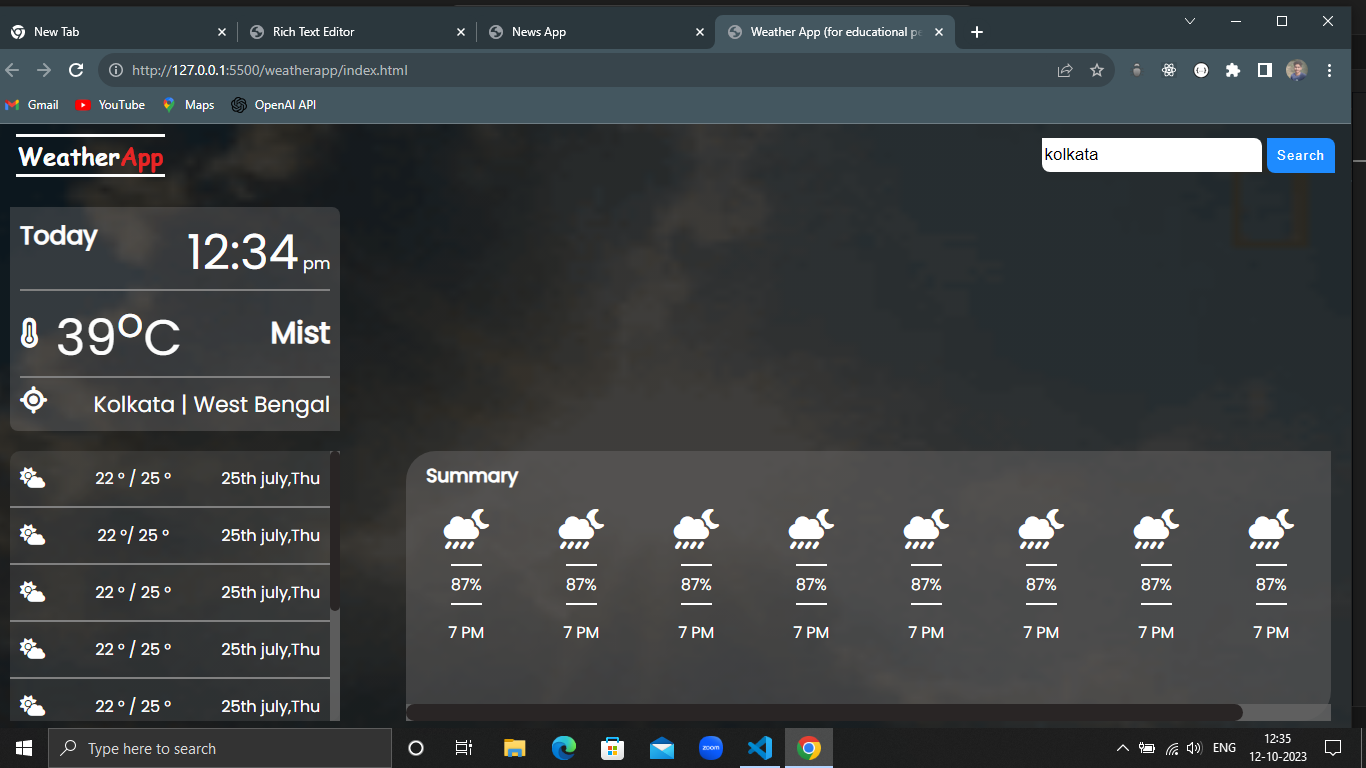 New Tab
Rich Text Editor
News App
Weather App (for educational pe
http://127.0.0.1:5500/weatherapp/index.html
Gmail
YouTube
Maps
OpenAI API
WeatherApp
kolkata
Search
Today
12:34 pm
39°C
Mist
Kolkata | West Bengal
22 ° / 25 ° 25th july,Thu
22 °/ 25 ° 25th july,Thu
22 ° / 25 ° 25th july,Thu
22 ° / 25 ° 25th july,Thu
22 ° / 25 ° 25th july,Thu
Summary
87% 87% 87% 87% 87% 87% 87% 87%
7 PM 7 PM 7 PM 7 PM 7 PM 7 PM 7 PM 7 PM
Type here to search
zoom
ENG
12:35
12-10-2023